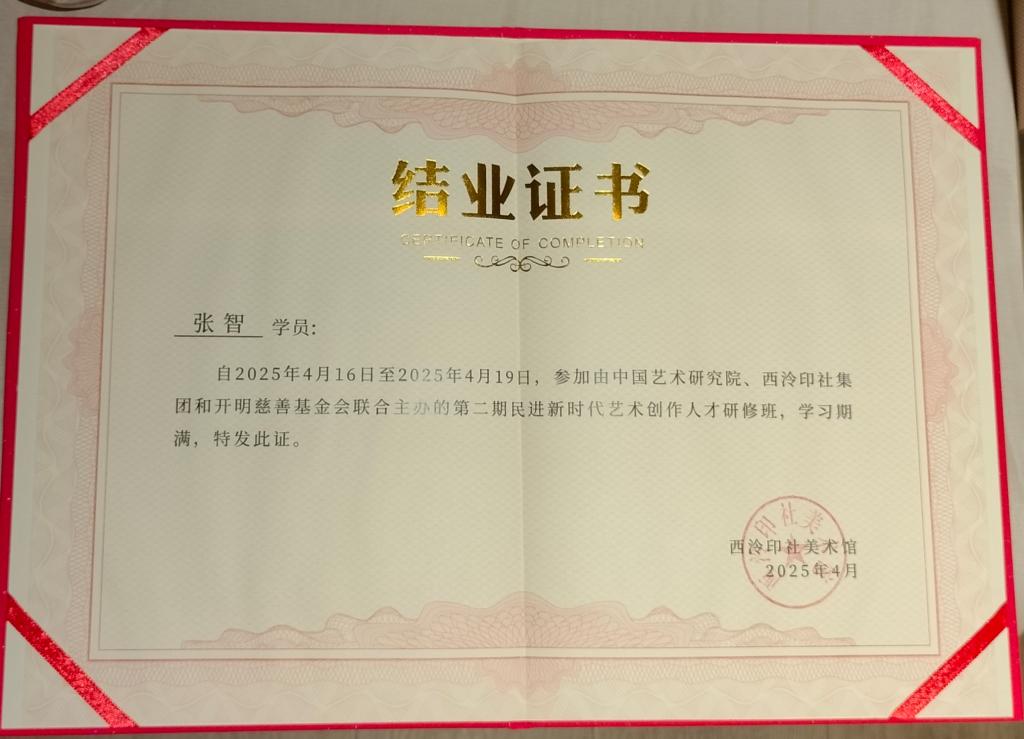 结业证书
CERTIFICATE OF COMPLETION
张智 学员:
自2025年4月16日至2025年4月19日，参加由中国艺术研究院、西泠印社集
团和开明慈善基金会联合主办的第二期民进新时代艺术创作人才研修班，学习期
满，特发此证。
西泠印社美术馆
2025年4月